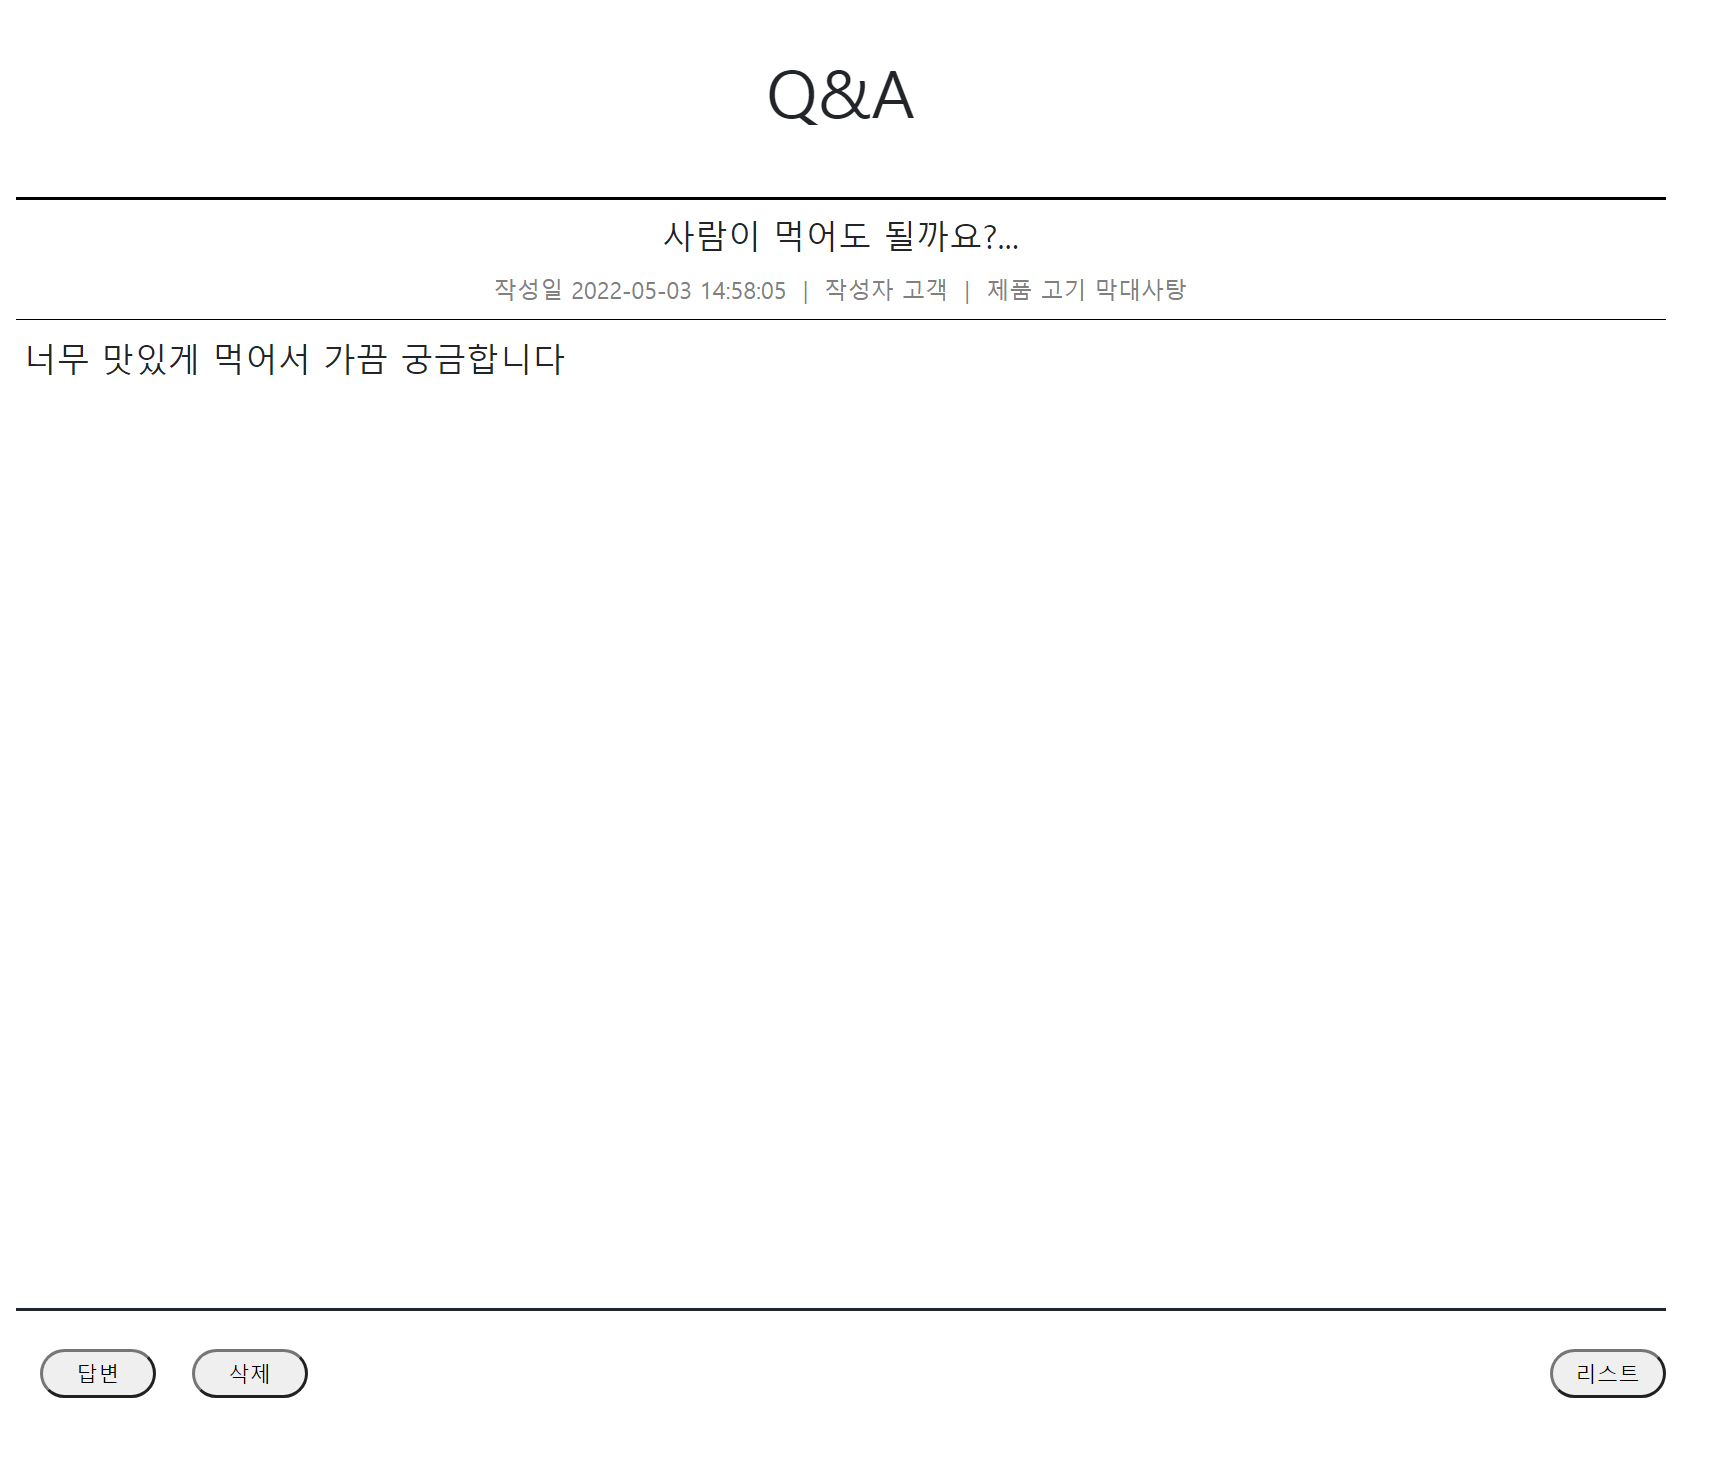 Q&A
사람이 먹어도 될까요?...
작성일 2022-05-03 14:58:05 | 작성자 고객 | 제품 고기 막대사탕
너무 맛있게 먹어서 가끔 궁금합니다
답변 삭제 리스트